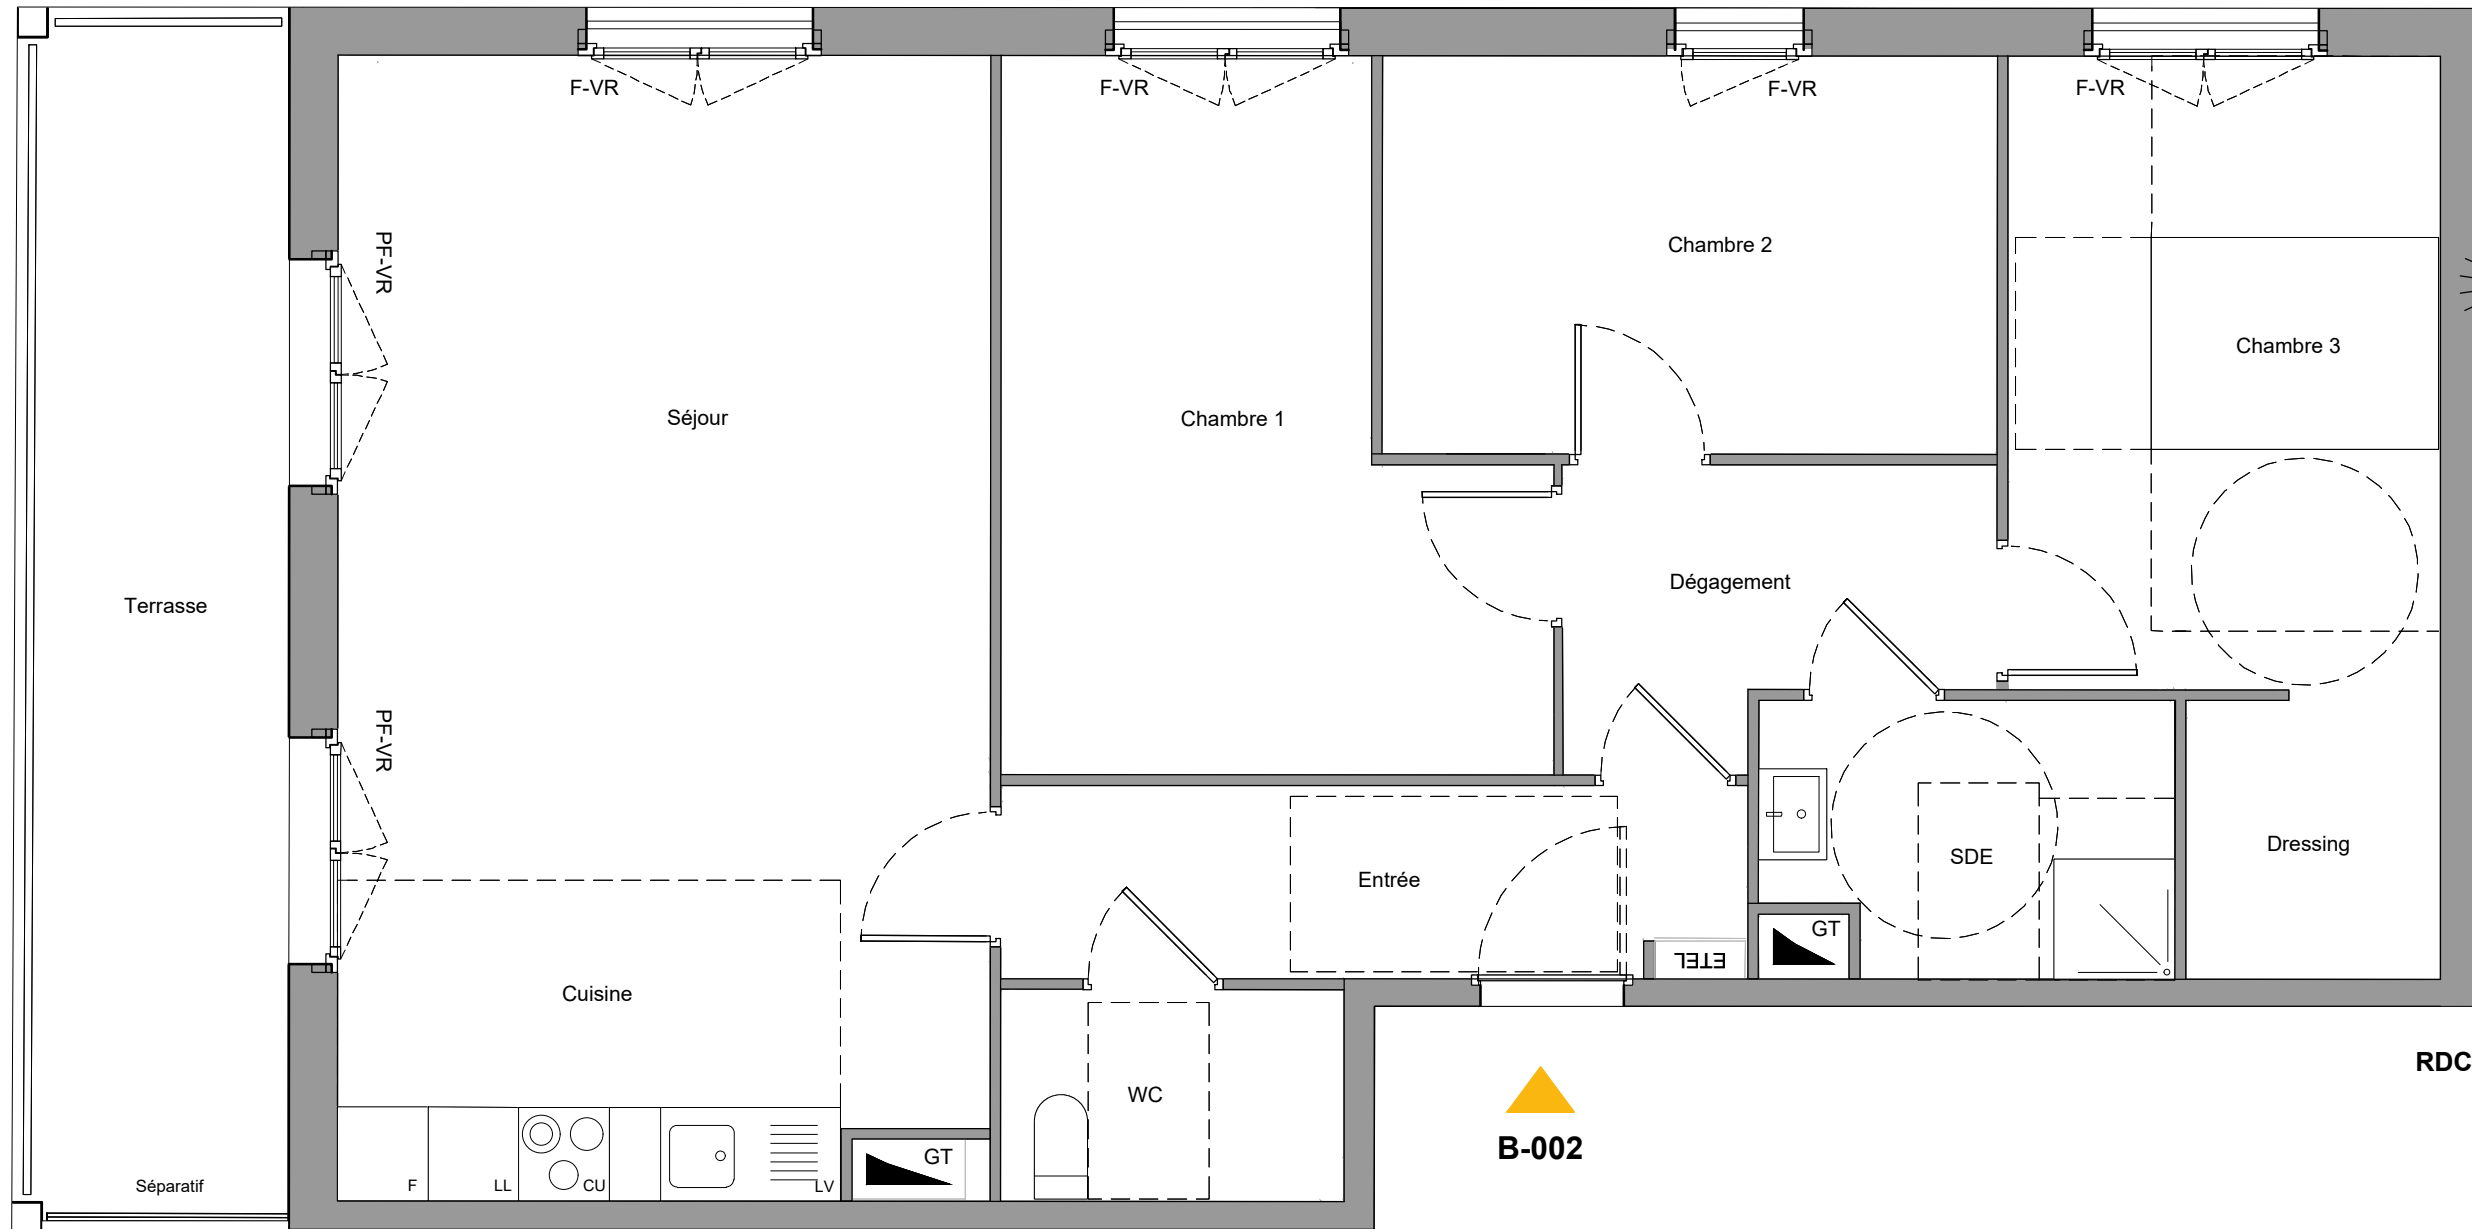 F-VR
F-VR
F-VR
F-VR
PF-VR
Chambre 2
Chambre 3
Séjour
Chambre 1
Dégagement
Terrasse
PF-VR
Dressing
SDE
Entrée
GT
ETEL
Cuisine
RDC
WC
B-002
GT
Séparatif
F
LL
CU
LV